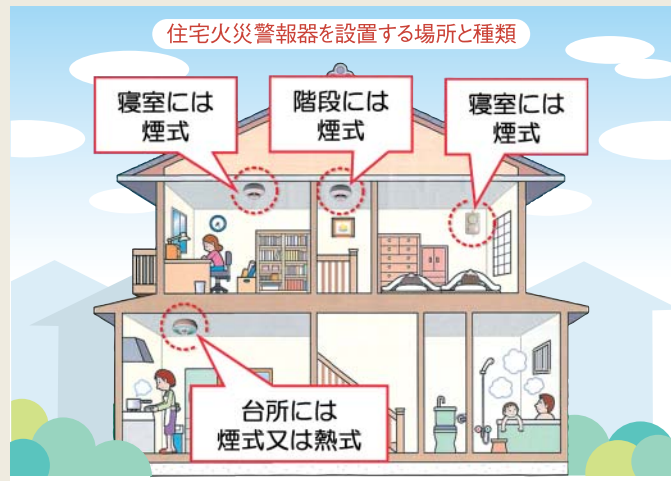 住宅火災警報器を設置する場所と種類
寝室には
煙式
階段には
煙式
寝室には
煙式
台所には
煙式又は熱式